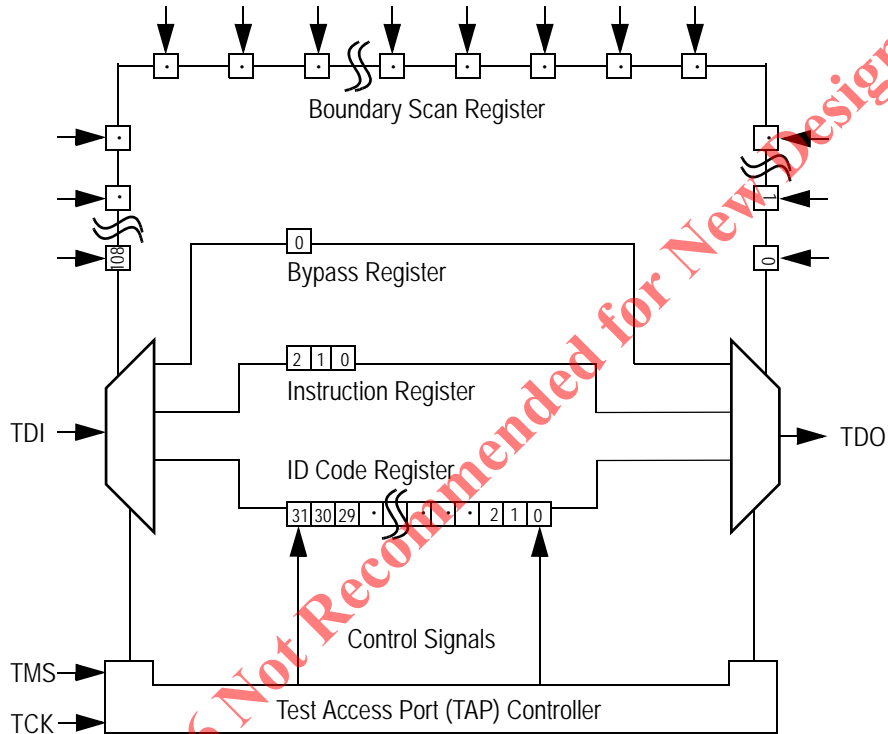 Boundary Scan Register
1
108
0
0
Bypass Register
2 1 0
Instruction Register
TDI
TDO
ID Code Register
31 30 29 · · · · 2 1 0
Control Signals
TMS
Test Access Port (TAP) Controller
TCK
Not Recommended for New Design